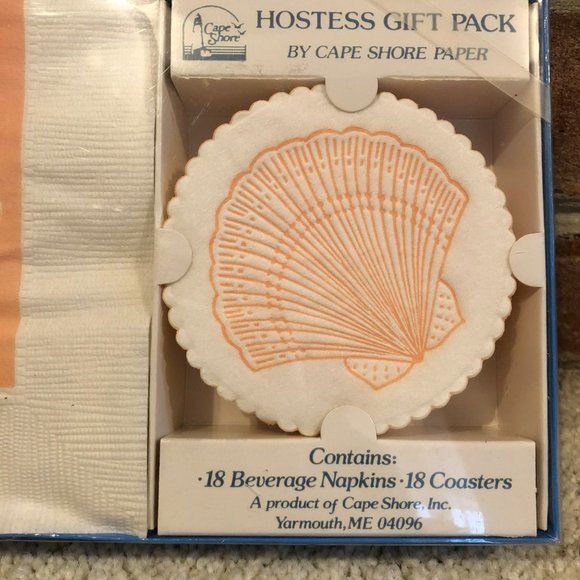 Cape
Shore
HOSTESS GIFT PACK
BY CAPE SHORE PAPER
Contains:
·18 Beverage Napkins·18 Coasters
A product of Cape Shore, Inc.
Yarmouth, ME 04096